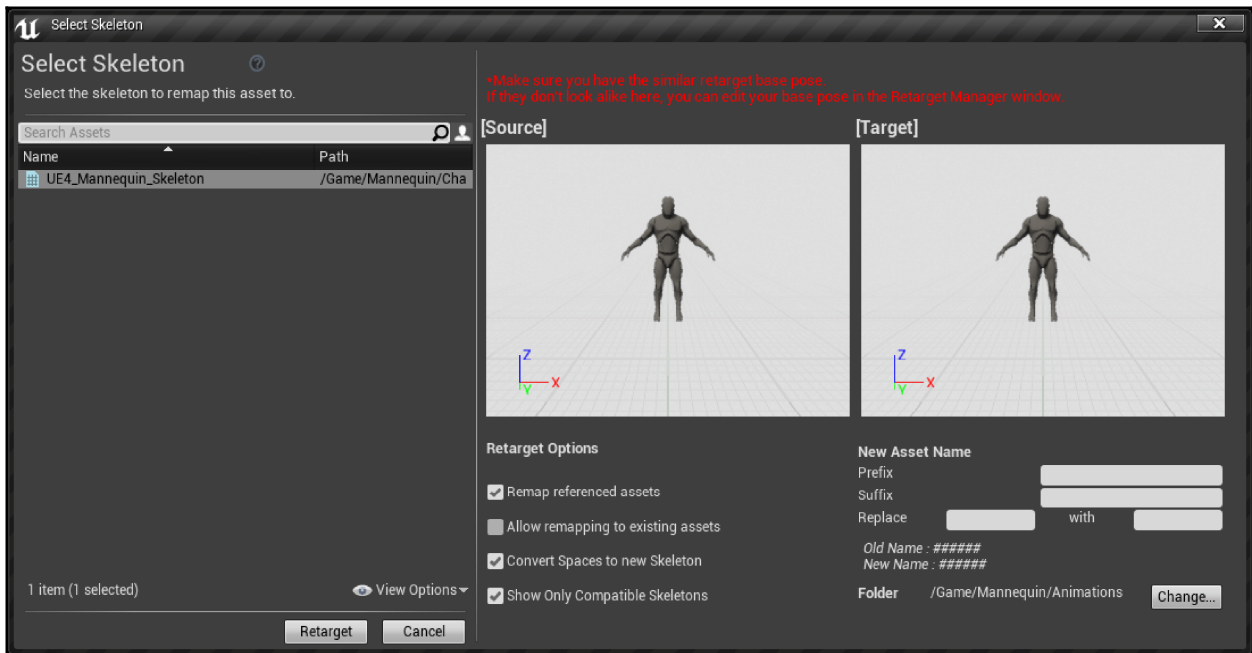 Select Skeleton
Select Skeleton
Select the skeleton to remap this asset to.
Search Assets
Name Path
UE4_Mannequin_Skeleton /Game/Mannequin/Cha
1 item (1 selected) View Options
Retarget Cancel
*Make sure you have the similar retarget base pose.
If they don't look alike here, you can edit your base pose in the Retarget Manager window.
[Source] [Target]
Z
X
Y
Z
X
Y
Retarget Options
Remap referenced assets
Allow remapping to existing assets
Convert Spaces to new Skeleton
Show Only Compatible Skeletons
New Asset Name
Prefix
Suffix
Replace with
Old Name : ######
New Name : ######
Folder /Game/Mannequin/Animations Change...